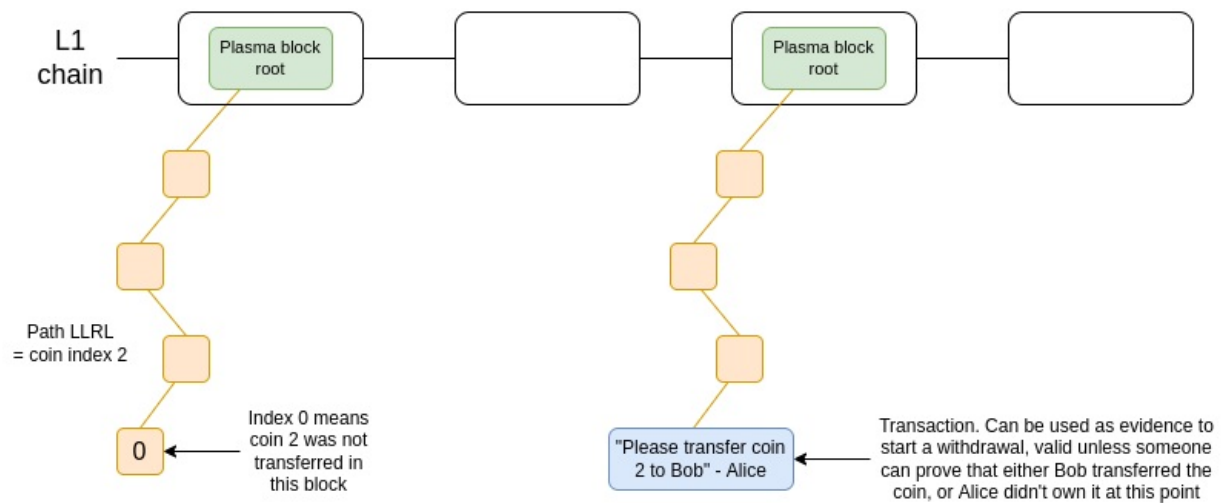 L1
chain
Plasma block
root
Plasma block
root
Path LLRL
= coin index 2
0
Index 0 means
coin 2 was not
transferred in
this block
"Please transfer coin
2 to Bob" - Alice
Transaction. Can be used as evidence to
start a withdrawal, valid unless someone
can prove that either Bob transferred the
coin, or Alice didn't own it at this point